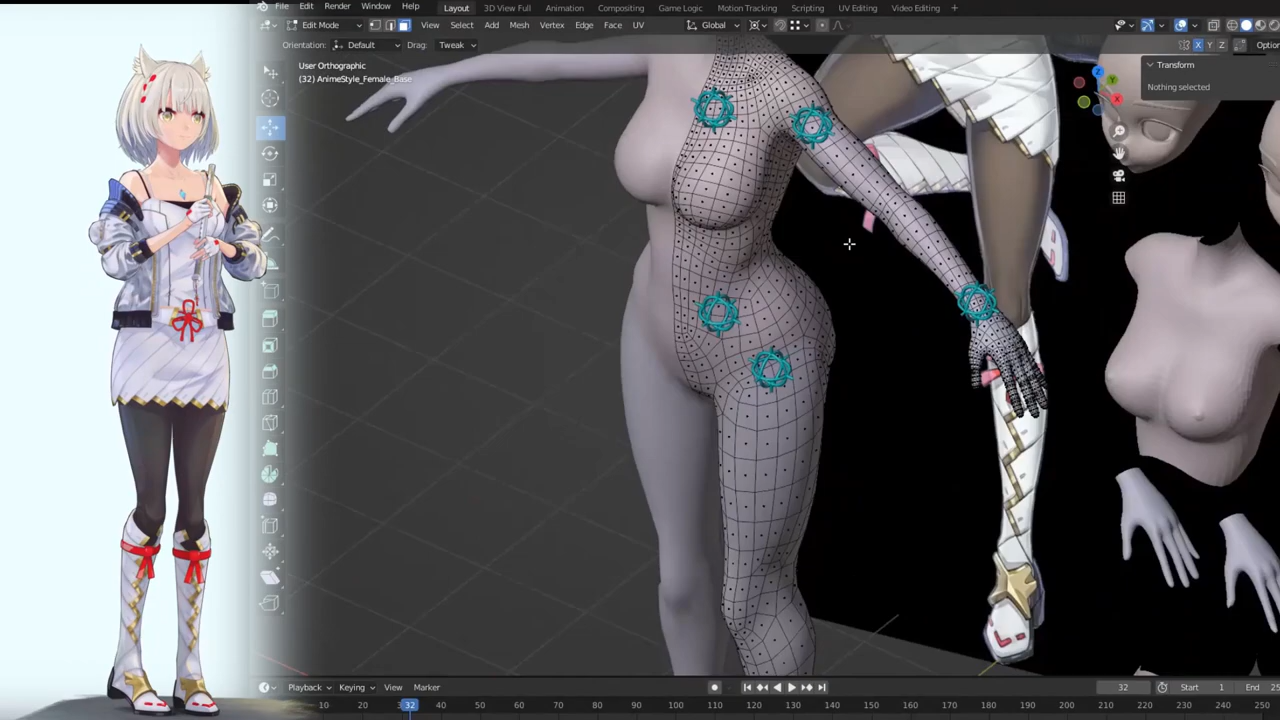 File Edit Render Window Help Layout 3D View Full Animation Compositing Game Logic Motion Tracking Scripting UV Editing Video Editing +
Edit Mode View Select Add Mesh Vertex Edge Face UV Global
Orientation: Default Drag: Tweak X Y Z
User Orthographic
(32) AnimeStyle_Female_Base
Transform
Nothing selected
Z
Y
X
Playback Keying View Marker 32 Start 1 End
10 20 32 40 50 60 70 80 90 100 110 120 130 140 150 160 170 180 190 200 210 220 230 240 250